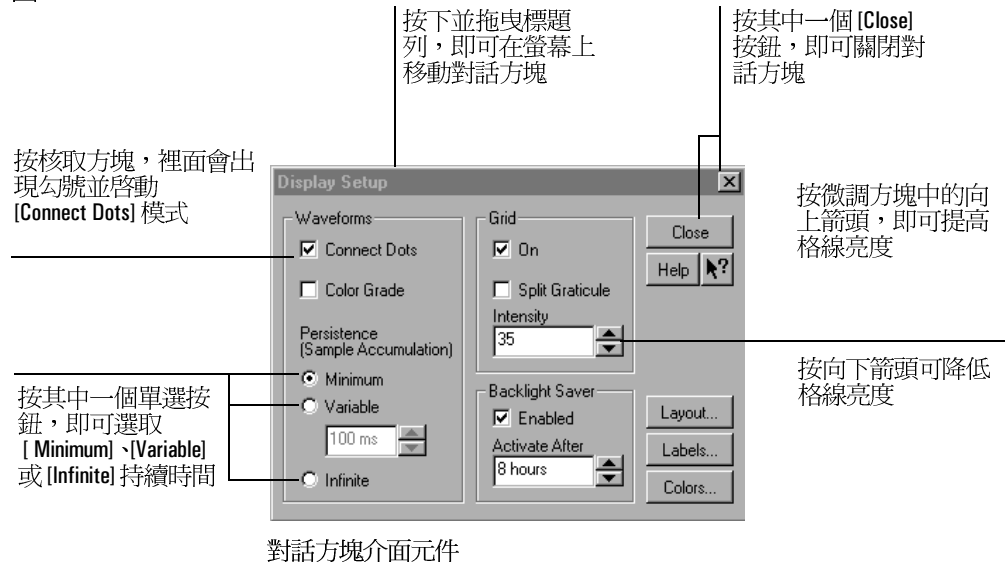 按下並拖曳標題
列，即可在螢幕上
移動對話方塊
按其中一個 [Close]
按鈕，即可關閉對
話方塊
按核取方塊，裡面會出
現勾號並啓動
[Connect Dots] 模式
按微調方塊中的向
上箭頭，即可提高
格線亮度
Display Setup
Waveforms
Connect Dots
Color Grade
Persistence
(Sample Accumulation)
Minimum
Variable
100 ms
Infinite
Grid
On
Split Graticule
Intensity
35
Backlight Saver
Enabled
Activate After
8 hours
Close
Help
Layout...
Labels...
Colors...
按其中一個單選按
鈕，即可選取
[ Minimum]、[Variable]
或 [Infinite] 持續時間
按向下箭頭可降低
格線亮度
對話方塊介面元件